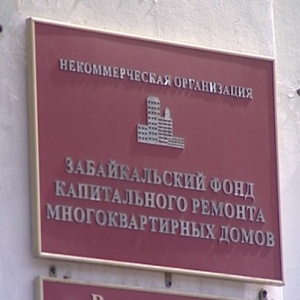 НЕКОММЕРЧЕСКАЯ ОРГАНИЗАЦИЯ
ЗАБАЙКАЛЬСКИЙ ФОНД
КАПИТАЛЬНОГО РЕМОНТА
МНОГОКВАРТИРНЫХ ДОМОВ